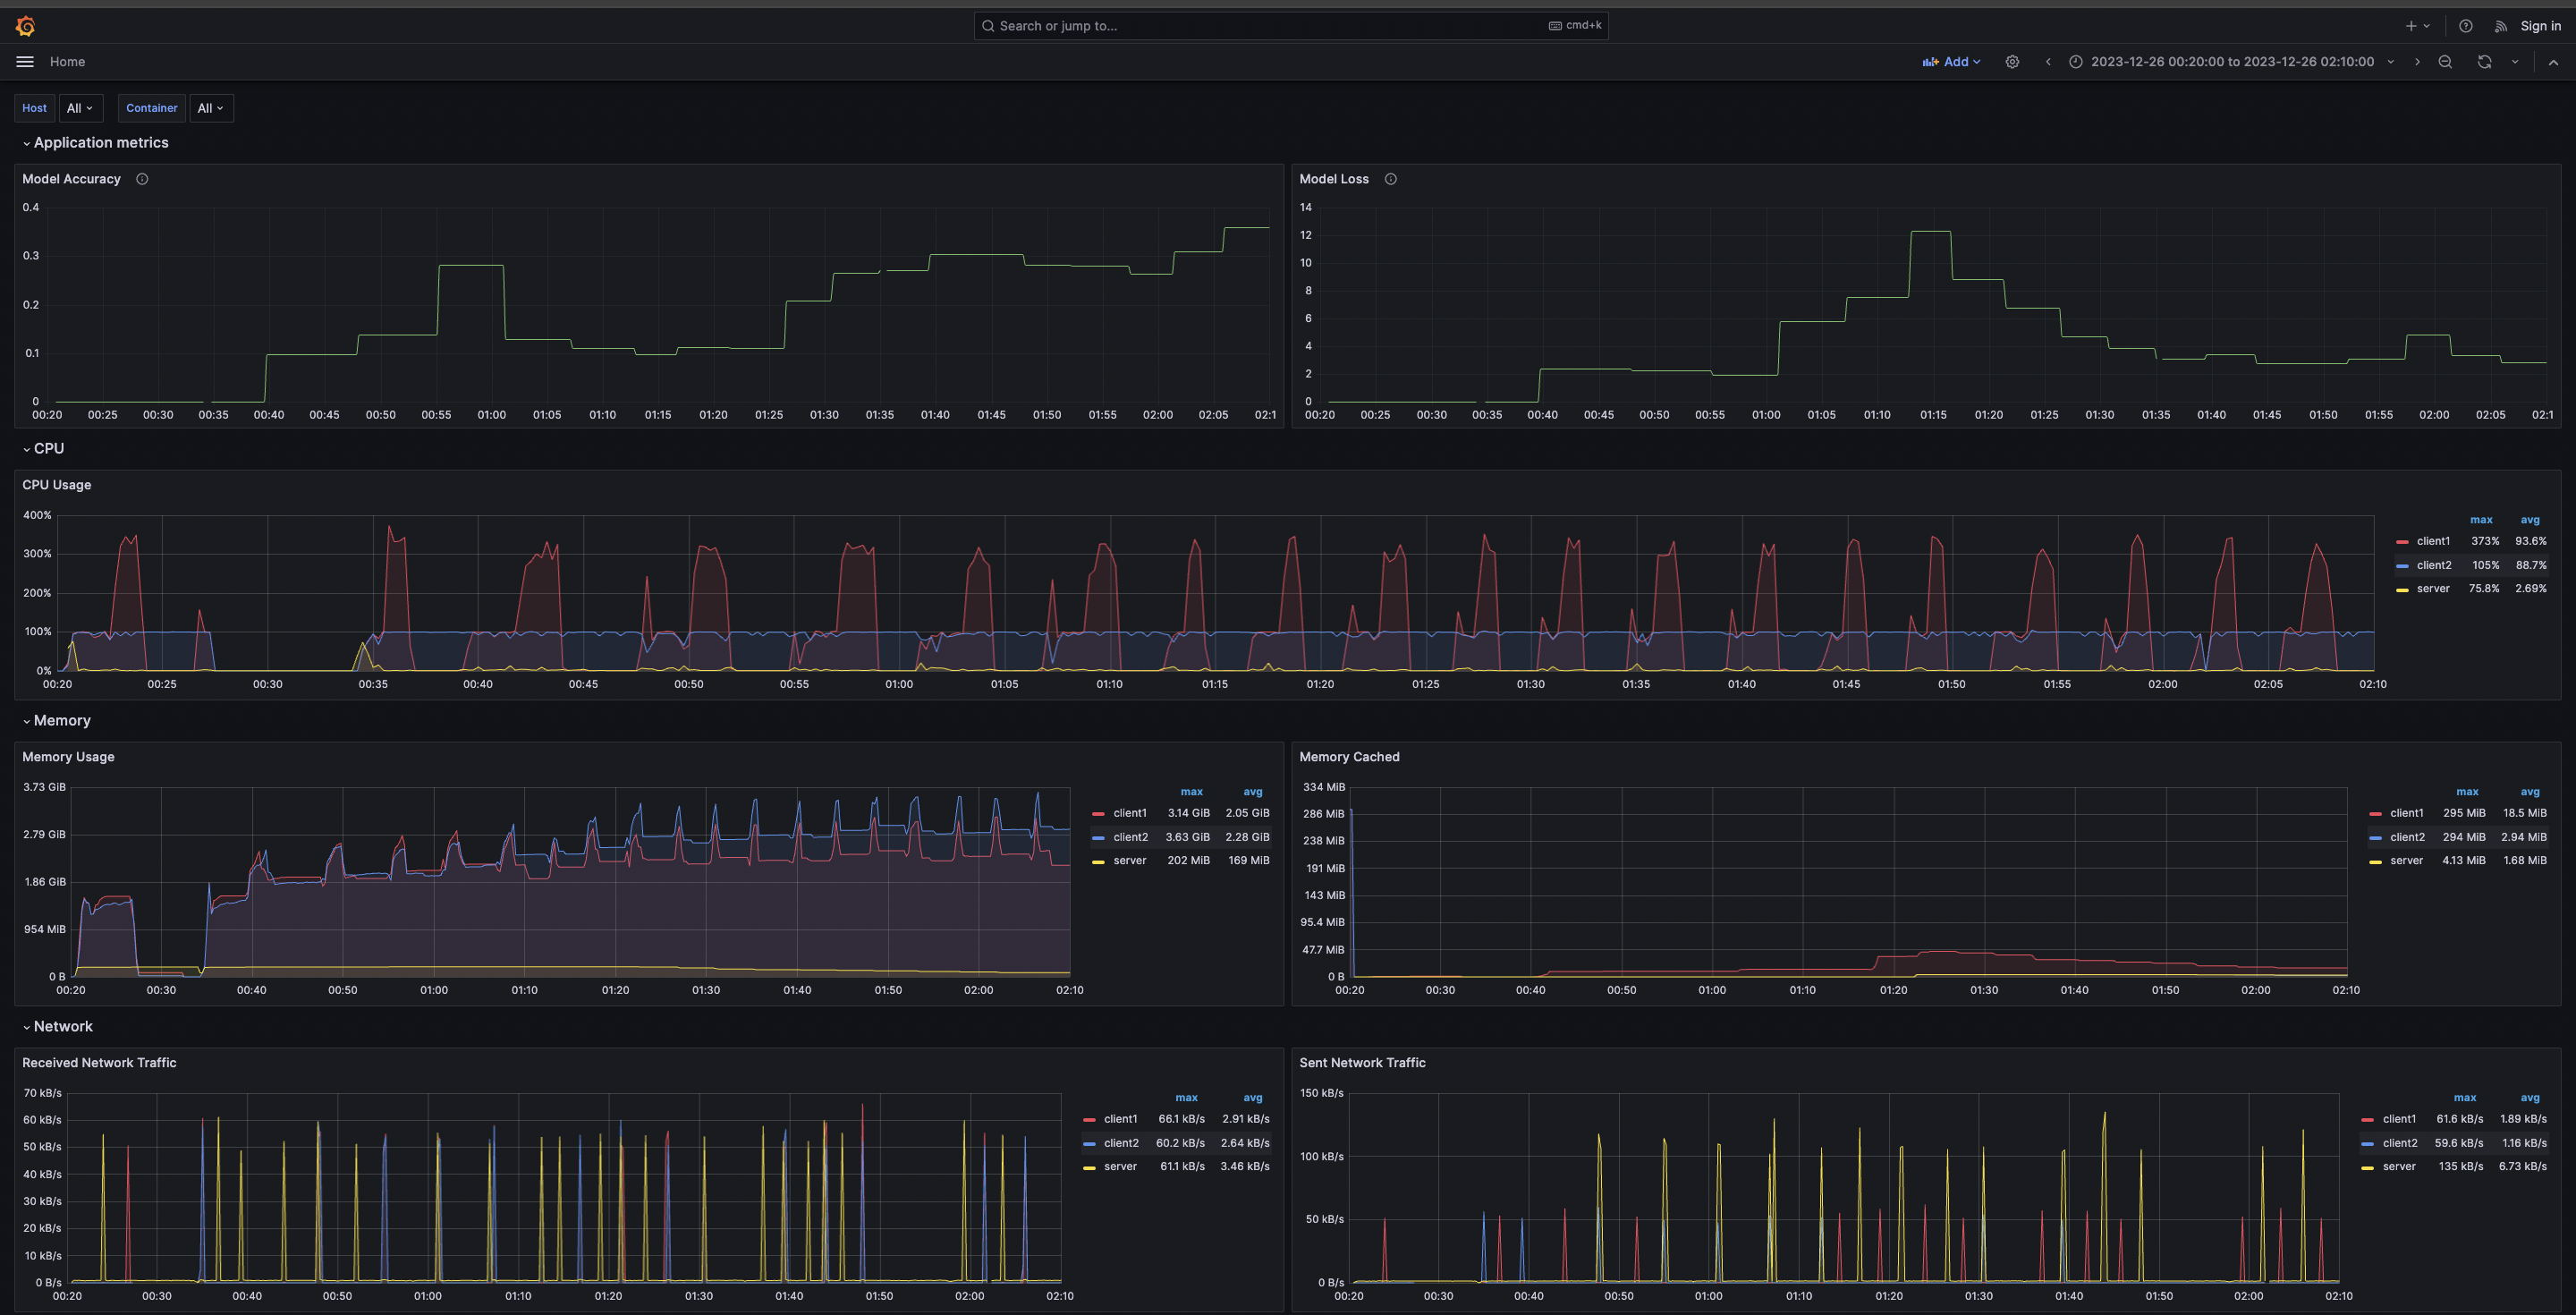 Search or jump to... cmd+k Sign in
Home Add 2023-12-26 00:20:00 to 2023-12-26 02:10:00
Host All Container All
Application metrics
Model Accuracy
0.4
0.3
0.2
0.1
0
00:20 00:25 00:30 00:35 00:40 00:45 00:50 00:55 01:00 01:05 01:10 01:15 01:20 01:25 01:30 01:35 01:40 01:45 01:50 01:55 02:00 02:05 02:1
Model Loss
14
12
10
8
6
4
2
0
00:20 00:25 00:30 00:35 00:40 00:45 00:50 00:55 01:00 01:05 01:10 01:15 01:20 01:25 01:30 01:35 01:40 01:45 01:50 01:55 02:00 02:05 02:1
CPU
CPU Usage
400%
300%
200%
100%
0%
00:20 00:25 00:30 00:35 00:40 00:45 00:50 00:55 01:00 01:05 01:10 01:15 01:20 01:25 01:30 01:35 01:40 01:45 01:50 01:55 02:00 02:05 02:10
max avg
client1 373% 93.6%
client2 105% 88.7%
server 75.8% 2.69%
Memory
Memory Usage
3.73 GiB
2.79 GiB
1.86 GiB
954 MiB
0 B
00:20 00:30 00:40 00:50 01:00 01:10 01:20 01:30 01:40 01:50 02:00 02:10
max avg
client1 3.14 GiB 2.05 GiB
client2 3.63 GiB 2.28 GiB
server 202 MiB 169 MiB
Memory Cached
334 MiB
286 MiB
238 MiB
191 MiB
143 MiB
95.4 MiB
47.7 MiB
0 B
00:20 00:30 00:40 00:50 01:00 01:10 01:20 01:30 01:40 01:50 02:00 02:10
max avg
client1 295 MiB 18.5 MiB
client2 294 MiB 2.94 MiB
server 4.13 MiB 1.68 MiB
Network
Received Network Traffic
70 kB/s
60 kB/s
50 kB/s
40 kB/s
30 kB/s
20 kB/s
10 kB/s
0 B/s
00:20 00:30 00:40 00:50 01:00 01:10 01:20 01:30 01:40 01:50 02:00 02:10
max avg
client1 66.1 kB/s 2.91 kB/s
client2 60.2 kB/s 2.64 kB/s
server 61.1 kB/s 3.46 kB/s
Sent Network Traffic
150 kB/s
100 kB/s
50 kB/s
0 B/s
00:20 00:30 00:40 00:50 01:00 01:10 01:20 01:30 01:40 01:50 02:00 02:10
max avg
client1 61.6 kB/s 1.89 kB/s
client2 59.6 kB/s 1.16 kB/s
server 135 kB/s 6.73 kB/s